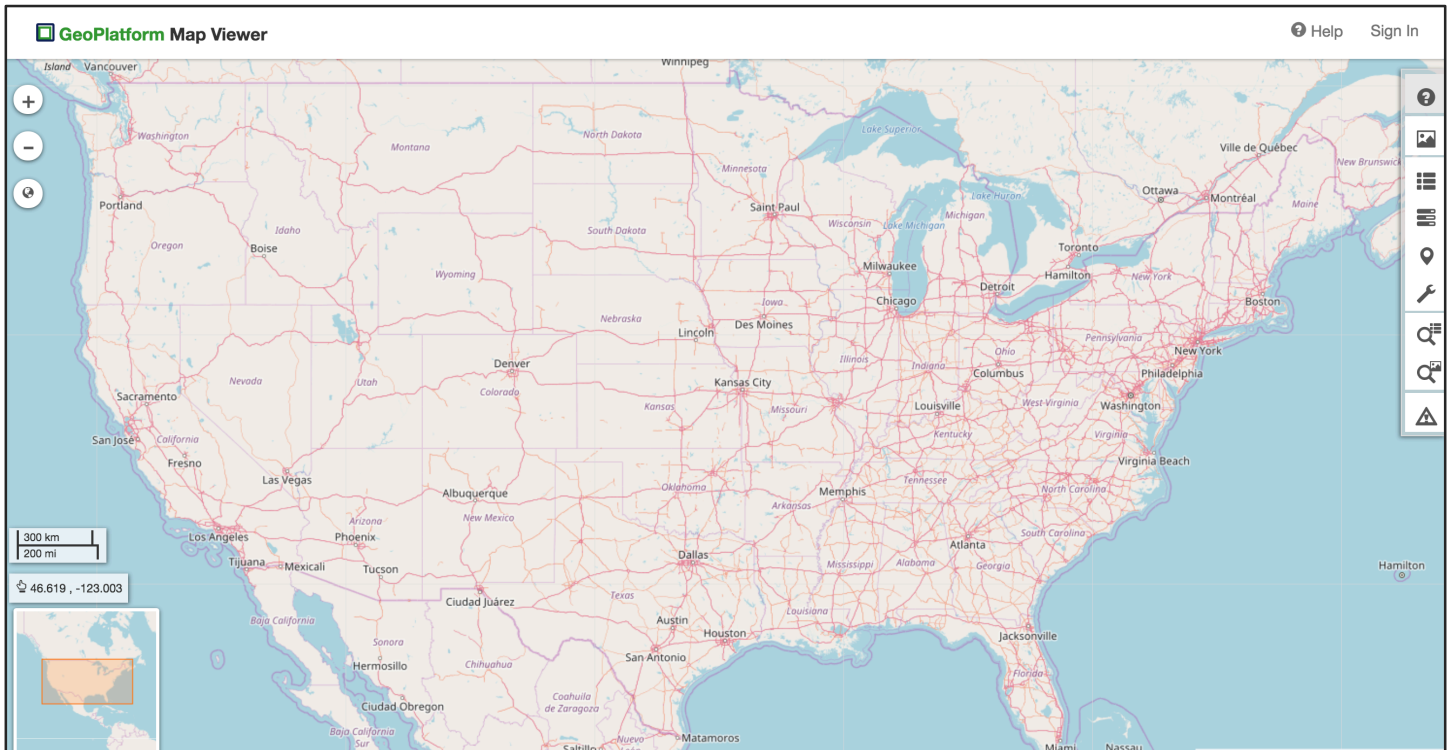 GeoPlatform Map Viewer
Help
Sign In
Island
Vancouver
Winnipeg
Washington
Montana
North Dakota
Minnesota
Lake Superior
Ville de Québec
New Brunswick
Portland
Oregon
Idaho
Boise
Wyoming
South Dakota
Saint Paul
Wisconsin
Lake Michigan
Michigan
Lake Huron
Ottawa
Montréal
Maine
Toronto
Hamilton
Milwaukee
Detroit
New York
Chicago
Boston
Nebraska
Iowa
Lincoln
Des Moines
Pennsylvania
New York
Denver
Illinois
Indiana
Ohio
Columbus
Philadelphia
Nevada
Utah
Colorado
Kansas City
Sacramento
Kansas
Missouri
Louisville
West Virginia
Washington
San Jose
California
Kentucky
Virginia
Fresno
Las Vegas
Virginia Beach
Albuquerque
Oklahoma
Memphis
Tennessee
North Carolina
Arizona
New Mexico
Arkansas
Los Angeles
Phoenix
South Carolina
300 km
200 mi
Atlanta
Tijuana
Mexicali
Tucson
Dallas
Mississippi
Alabama
Georgia
Hamilton
46.619 , -123.003
Ciudad Juárez
Texas
Louisiana
Baja California
Austin
Houston
Jacksonville
Sonora
San Antonio
Hermosillo
Chihuahua
Florida
Ciudad Obregon
Coahuila
de Zaragoza
Baja California
Sur
Saltillo
Nuevo
Matamoros
Miami
Nassau